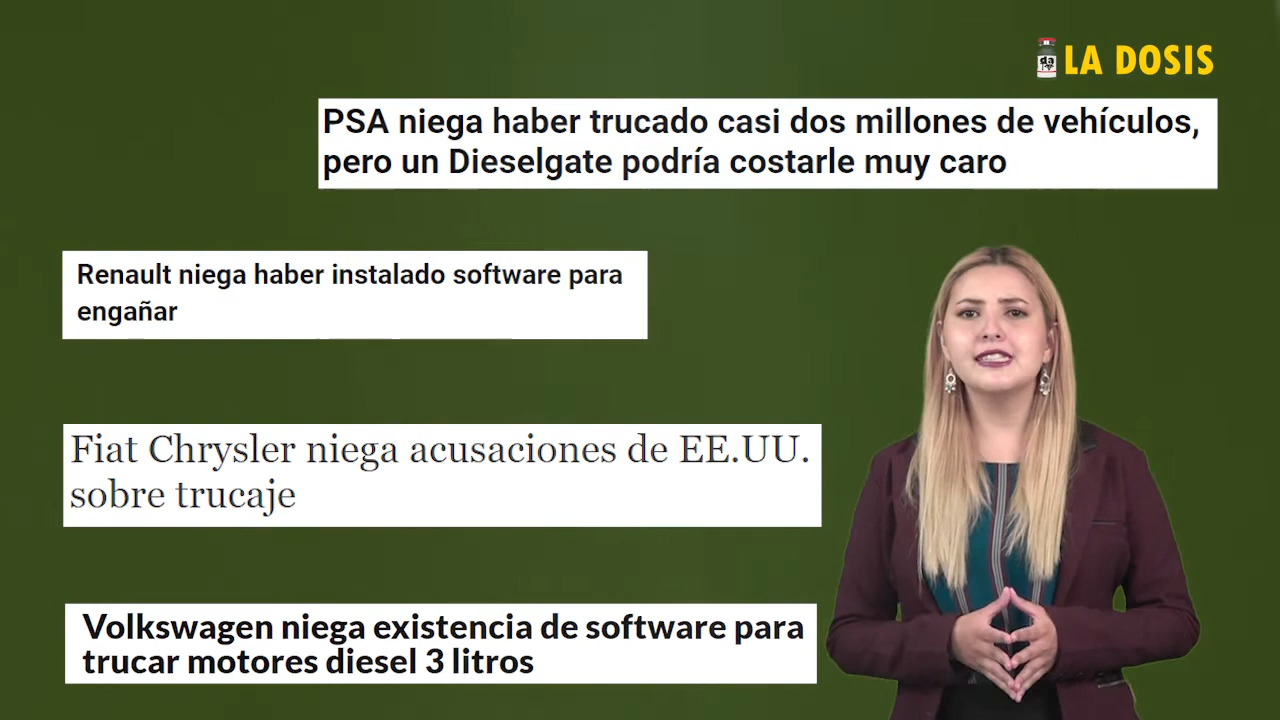 LA DOSIS
PSA niega haber trucado casi dos millones de vehículos,
pero un Dieselgate podría costarle muy caro
Renault niega haber instalado software para
engañar
Fiat Chrysler niega acusaciones de EE.UU.
sobre trucaje
Volkswagen niega existencia de software para
trucar motores diesel 3 litros